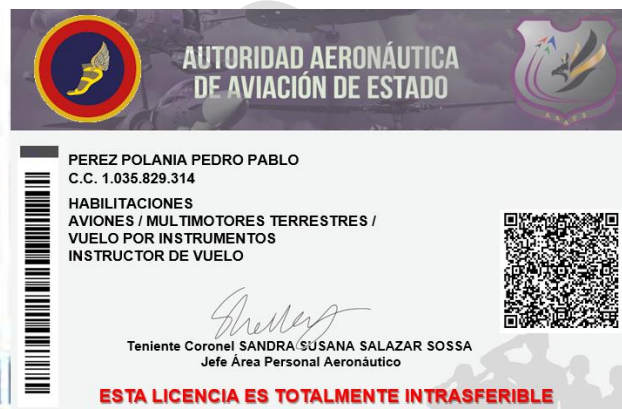 AUTORIDAD AERONÁUTICA
DE AVIACIÓN DE ESTADO
PEREZ POLANIA PEDRO PABLO
C.C. 1.035.829.314
HABILITACIONES
AVIONES / MULTIMOTORES TERRESTRES /
VUELO POR INSTRUMENTOS
INSTRUCTOR DE VUELO
Teniente Coronel SANDRA SUSANA SALAZAR SOSSA
Jefe Área Personal Aeronáutico
ESTA LICENCIA ES TOTALMENTE INTRASFERIBLE